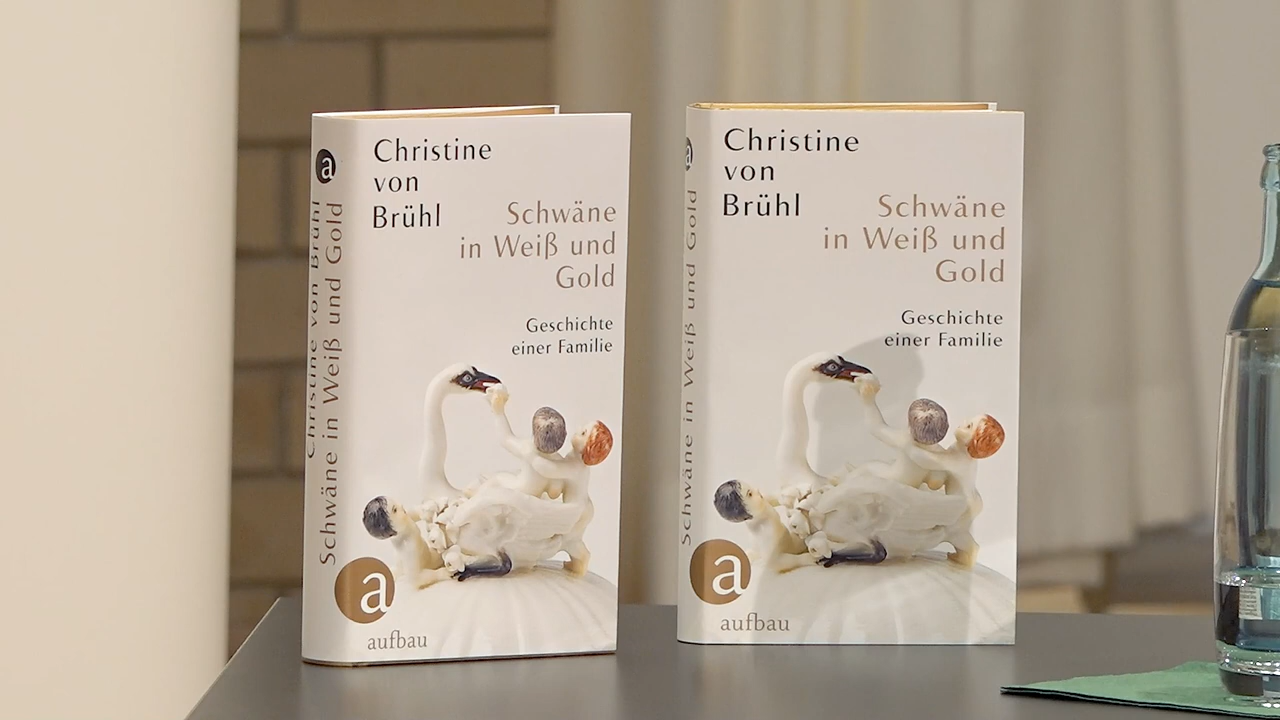 Christine
von
Brühl
Schwäne
in Weiß und
Gold
Geschichte
einer Familie
a
aufbau
a
Christine von Brühl
Schwäne in Weiß und Gold
Christine
von
Brühl
Schwäne
in Weiß und
Gold
Geschichte
einer Familie
a
aufbau
a
Schwäne in Weiß und Gold